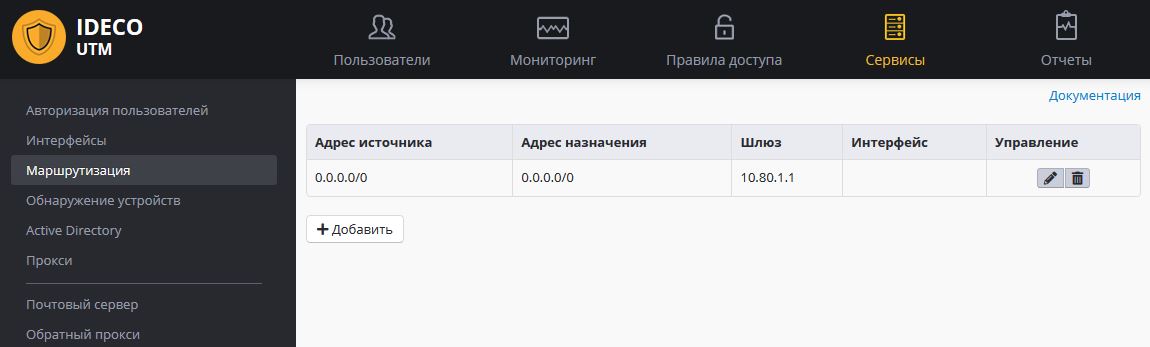 IDECO
UTM
Пользователи Мониторинг Правила доступа Сервисы Отчеты
Авторизация пользователей
Интерфейсы
Маршрутизация
Обнаружение устройств
Active Directory
Прокси
Почтовый сервер
Обратный прокси
Документация
Адрес источника Адрес назначения Шлюз Интерфейс Управление
0.0.0.0/0 0.0.0.0/0 10.80.1.1
+ Добавить